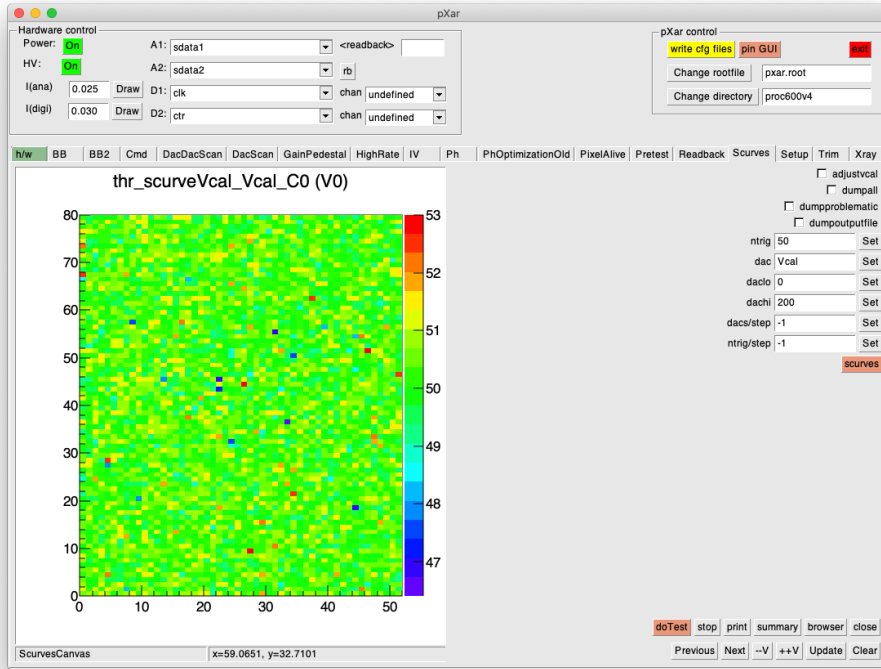 pXar
Hardware control
Power: On
HV: On
I(ana) 0.025 Draw
I(digi) 0.030 Draw
A1: sdata1 <readback>
A2: sdata2 rb
D1: clk chan undefined
D2: ctr chan undefined
pXar control
write cfg files pin GUI exit
Change rootfile pxar.root
Change directory proc600v4
h/w BB BB2 Cmd DacDacScan DacScan GainPedestal HighRate IV Ph PhOptimizationOld PixelAlive Pretest Readback Scurves Setup Trim Xray
thr_scurveVcal_Vcal_C0 (V0)
80
70
60
50
40
30
20
10
0
0 10 20 30 40 50
53
52
51
50
49
48
47
adjustvcal
dumpall
dumpproblematic
dumpoutputfile
ntrig 50 Set
dac Vcal Set
daclo 0 Set
dachi 200 Set
dacs/step -1 Set
ntrig/step -1 Set
scurves
doTest stop print summary browser close
Previous Next --V ++V Update Clear
ScurvesCanvas x=59.0651, y=32.7101